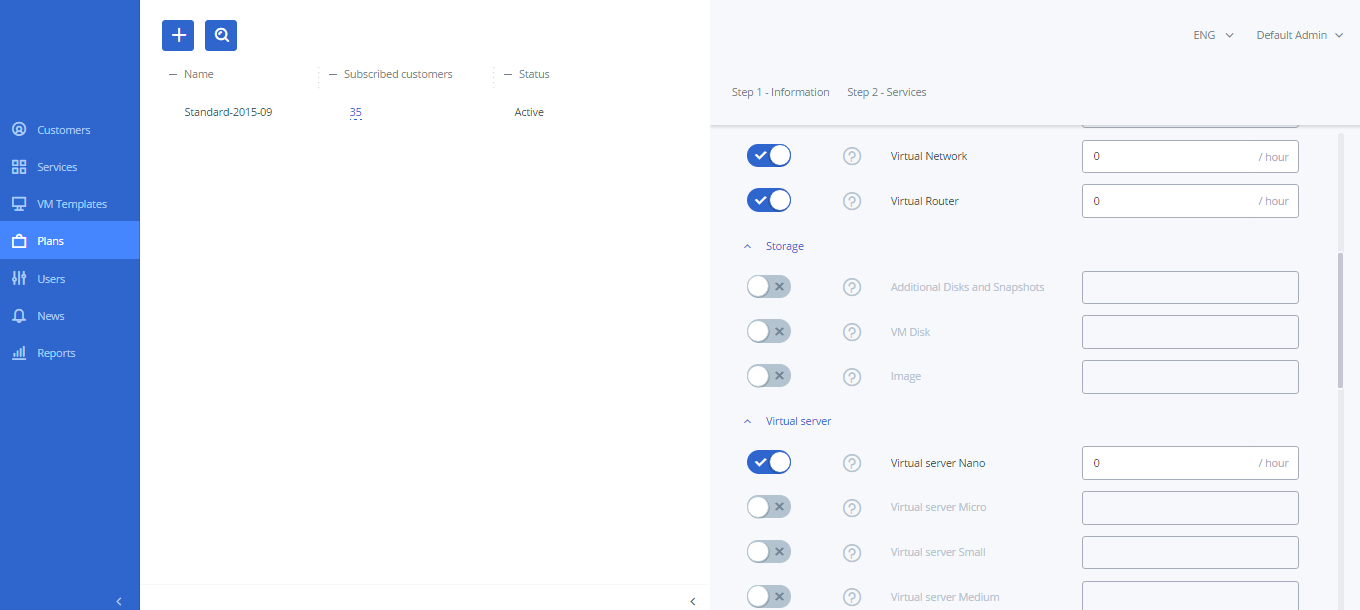 ENG
Default Admin
Name
Subscribed customers
Status
Standard-2015-09
35
Active
Customers
Services
VM Templates
Plans
Users
News
Reports
Step 1 - Information
Step 2 - Services
Virtual Network
0
/ hour
Virtual Router
0
/ hour
Storage
Additional Disks and Snapshots
VM Disk
Image
Virtual server
Virtual server Nano
0
/ hour
Virtual server Micro
Virtual server Small
Virtual server Medium